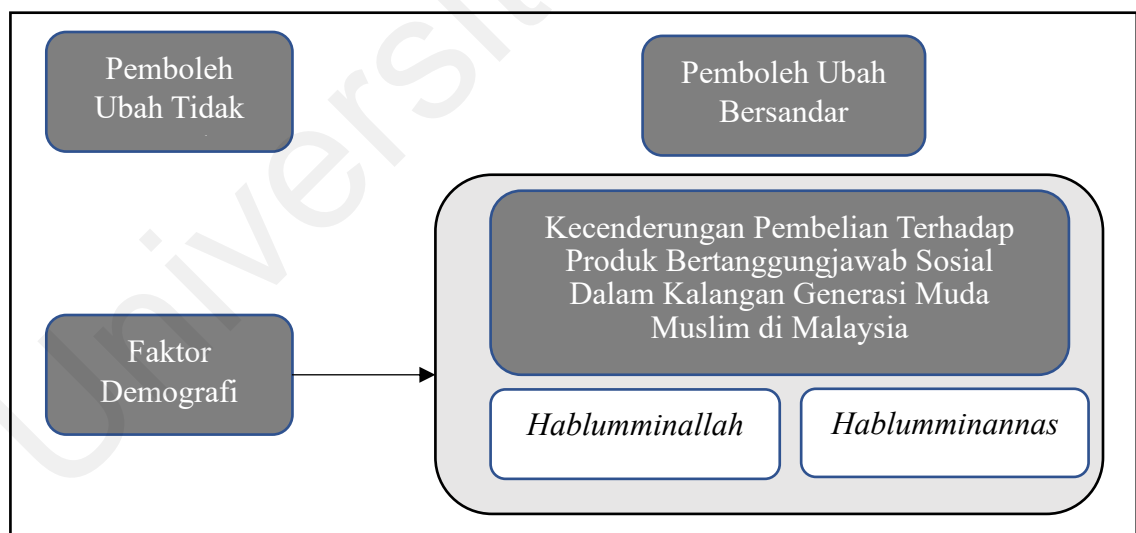 Pemboleh
Ubah Tidak
Pemboleh Ubah
Bersandar
Kecenderungan Pembelian Terhadap
Produk Bertanggungjawab Sosial
Dalam Kalangan Generasi Muda
Muslim di Malaysia
Faktor
Demografi
Hablumminallah
Hablumminannas
Universit